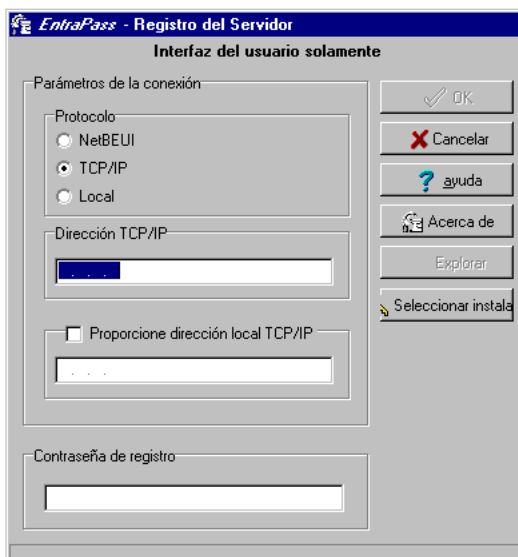 EntraPass - Registro del Servidor
Interfaz del usuario solamente
Parámetros de la conexión
Protocolo
NetBEUI
TCP/IP
Local
Dirección TCP/IP
. . .
Proporcione dirección local TCP/IP
. . .
Contraseña de registro
OK
Cancelar
ayuda
Acerca de
Explorar
Seleccionar instala